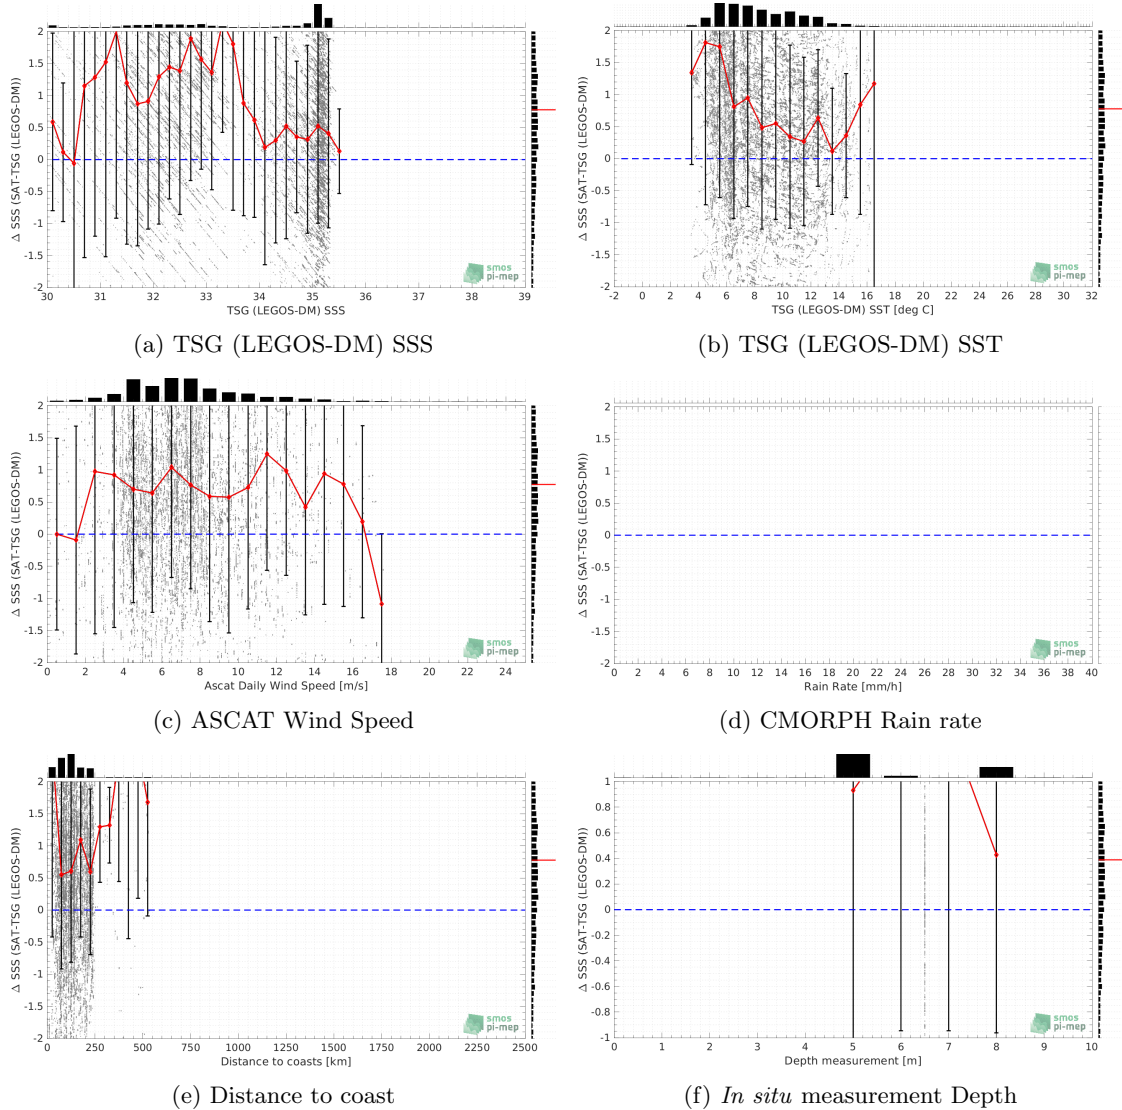 2
1.5
1
0.5
0
-0.5
-1
-1.5
-2
Δ SSS (SAT-TSG (LEGOS-DM))
30 31 32 33 34 35 36 37 38 39
TSG (LEGOS-DM) SSS
smos
pi-mep
(a) TSG (LEGOS-DM) SSS
2
1.5
1
0.5
0
-0.5
-1
-1.5
-2
Δ SSS (SAT-TSG (LEGOS-DM))
-2 0 2 4 6 8 10 12 14 16 18 20 22 24 26 28 30 32
TSG (LEGOS-DM) SST [deg C]
smos
pi-mep
(b) TSG (LEGOS-DM) SST
2
1.5
1
0.5
0
-0.5
-1
-1.5
-2
Δ SSS (SAT-TSG (LEGOS-DM))
0 2 4 6 8 10 12 14 16 18 20 22 24
Ascat Daily Wind Speed [m/s]
smos
pi-mep
(c) ASCAT Wind Speed
2
1.5
1
0.5
0
-0.5
-1
-1.5
-2
Δ SSS (SAT-TSG (LEGOS-DM))
0 2 4 6 8 10 12 14 16 18 20 22 24 26 28 30 32 34 36 38 40
Rain Rate [mm/h]
smos
pi-mep
(d) CMORPH Rain rate
2
1.5
1
0.5
0
-0.5
-1
-1.5
-2
Δ SSS (SAT-TSG (LEGOS-DM))
0 250 500 750 1000 1250 1500 1750 2000 2250 2500
Distance to coasts [km]
smos
pi-mep
(e) Distance to coast
1
0.8
0.6
0.4
0.2
0
-0.2
-0.4
-0.6
-0.8
-1
Δ SSS (SAT-TSG (LEGOS-DM))
0 1 2 3 4 5 6 7 8 9 10
Depth measurement [m]
smos
pi-mep
(f) In situ measurement Depth